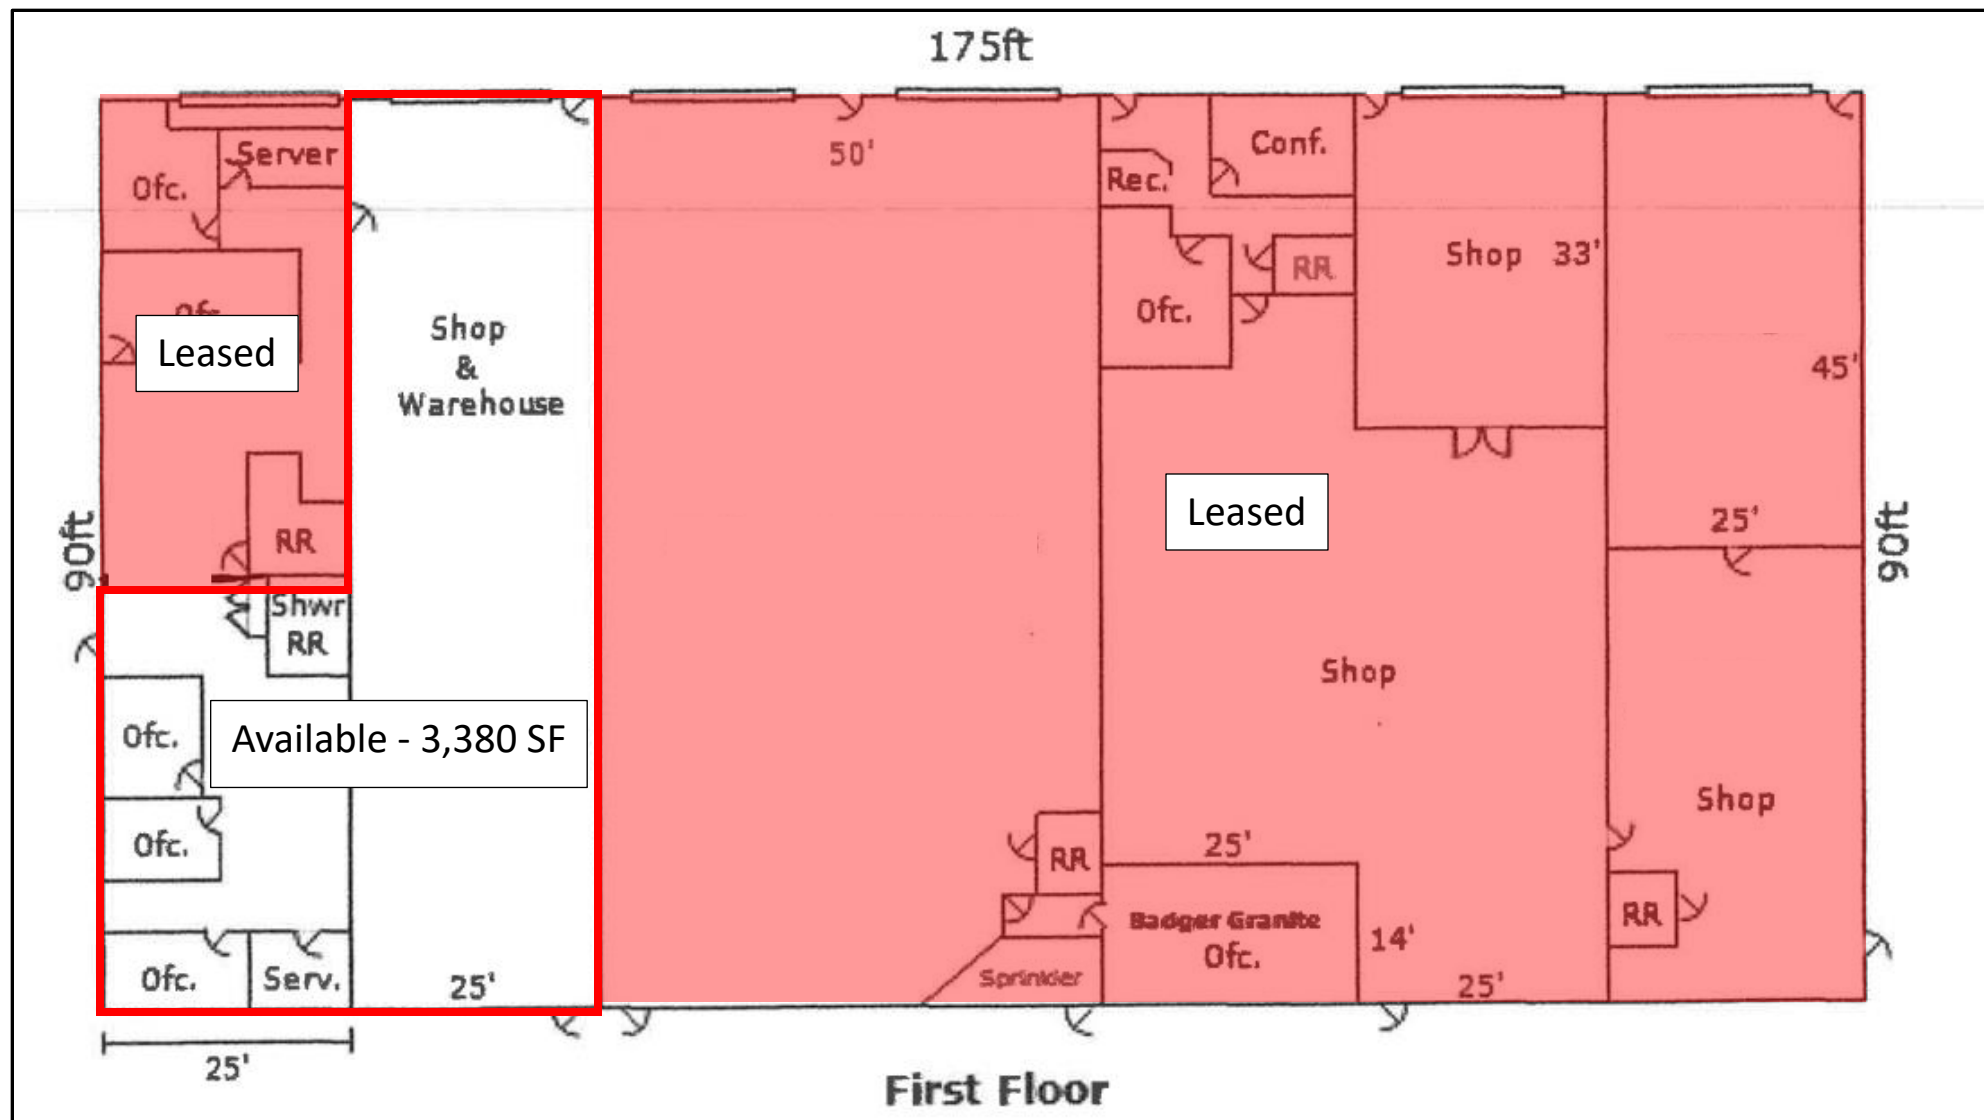 175ft
Server
Ofc.
50'
Conf.
Rec.
Shop 33'
RR
Ofc.
Leased
Shop
&
Warehouse
45'
Leased
25'
90ft
RR
90ft
Shwr
RR
Shop
Ofc.
Available - 3,380 SF
Shop
Ofc.
25'
RR
Badger Granite
Ofc.
14'
RR
Ofc.
Serv.
25'
Sprinkler
25'
25'
First Floor